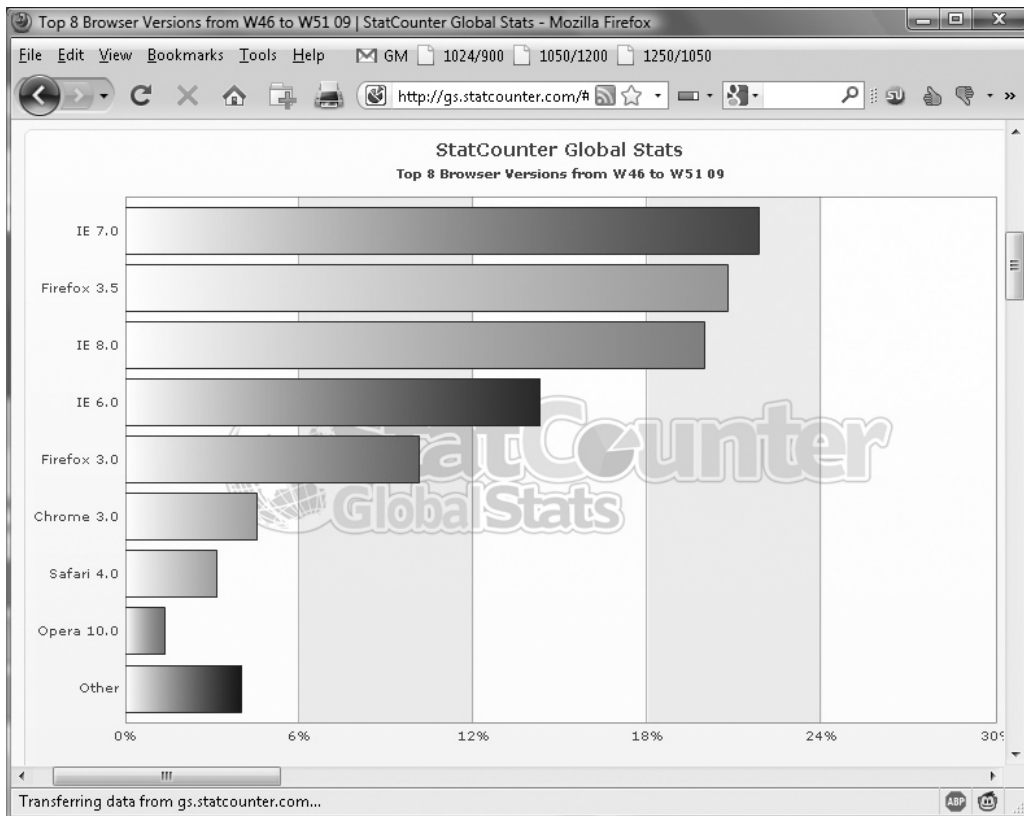 Top 8 Browser Versions from W46 to W51 09 | StatCounter Global Stats - Mozilla Firefox
File Edit View Bookmarks Tools Help GM 1024/900 1050/1200 1250/1050
http://gs.statcounter.com/#
StatCounter Global Stats
Top 8 Browser Versions from W46 to W51 09
IE 7.0
Firefox 3.5
IE 8.0
IE 6.0
Firefox 3.0
Chrome 3.0
Safari 4.0
Opera 10.0
Other
StatCounter
GlobalStats
0% 6% 12% 18% 24% 30%
Transferring data from gs.statcounter.com...
ABP